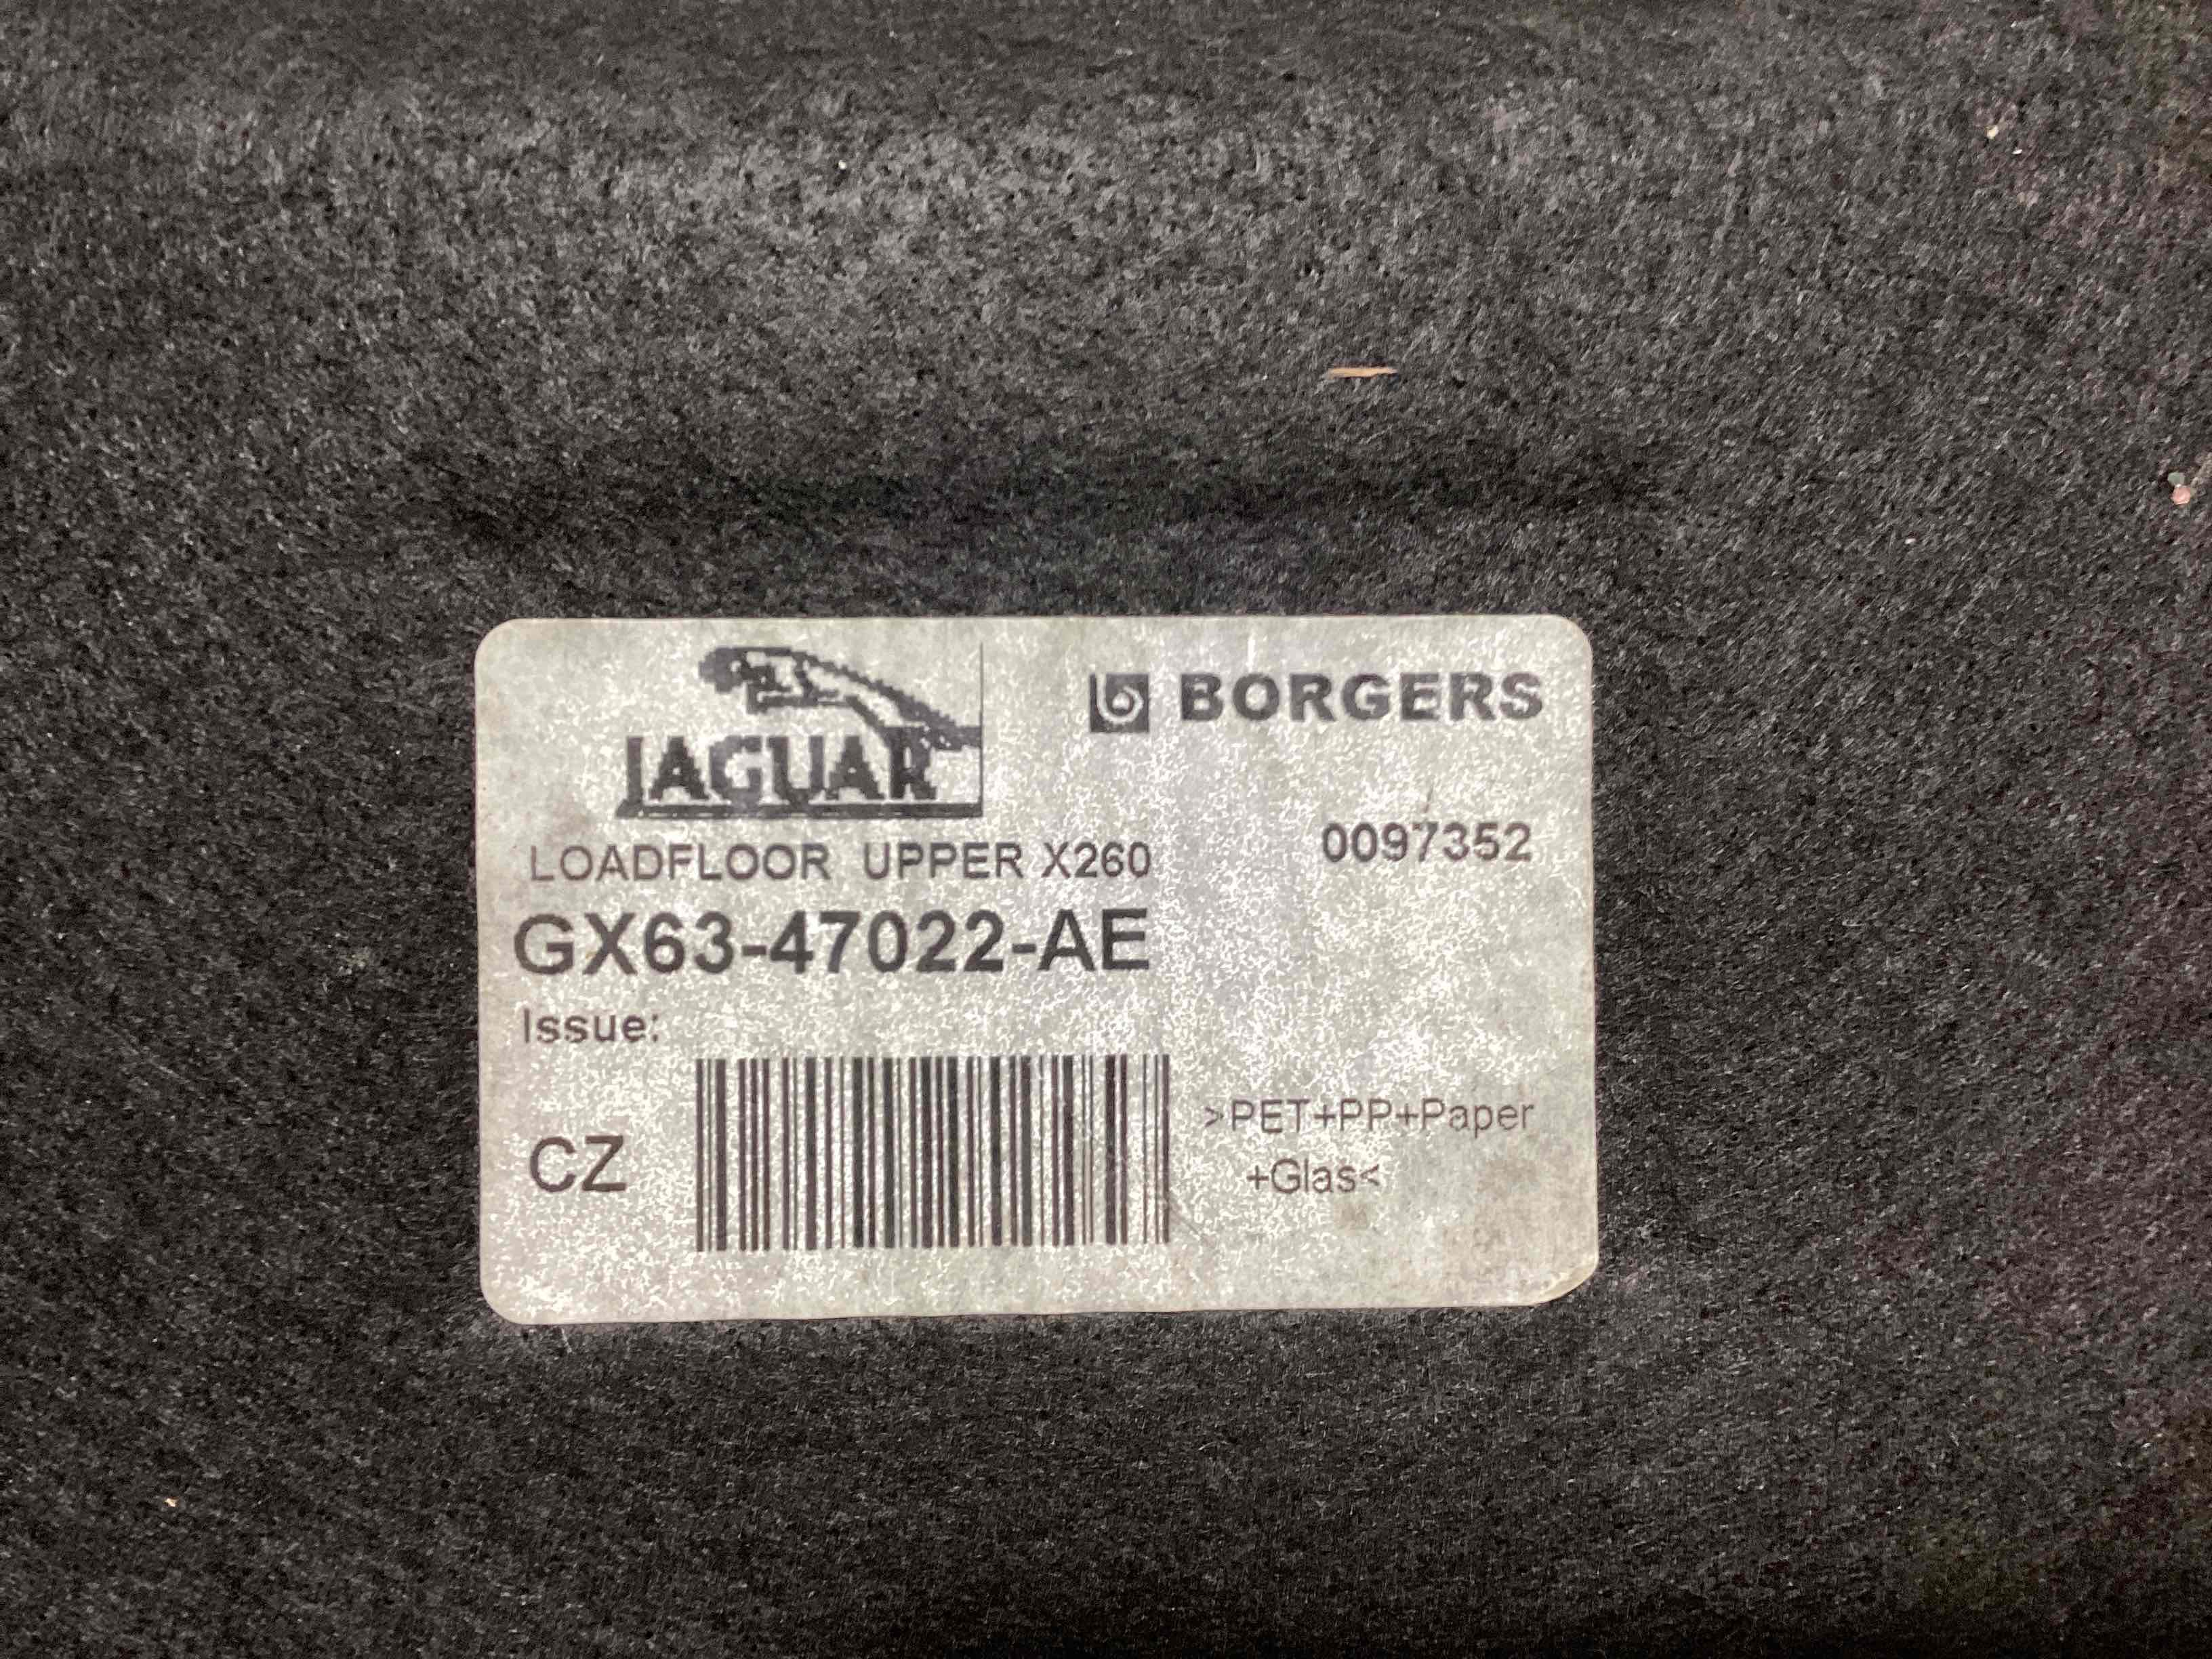 JAGUAR
BORGERS
LOADFLOOR UPPER X260
0097352
GX63-47022-AE
Issue:
CZ
>PET+PP+Paper
+Glas<